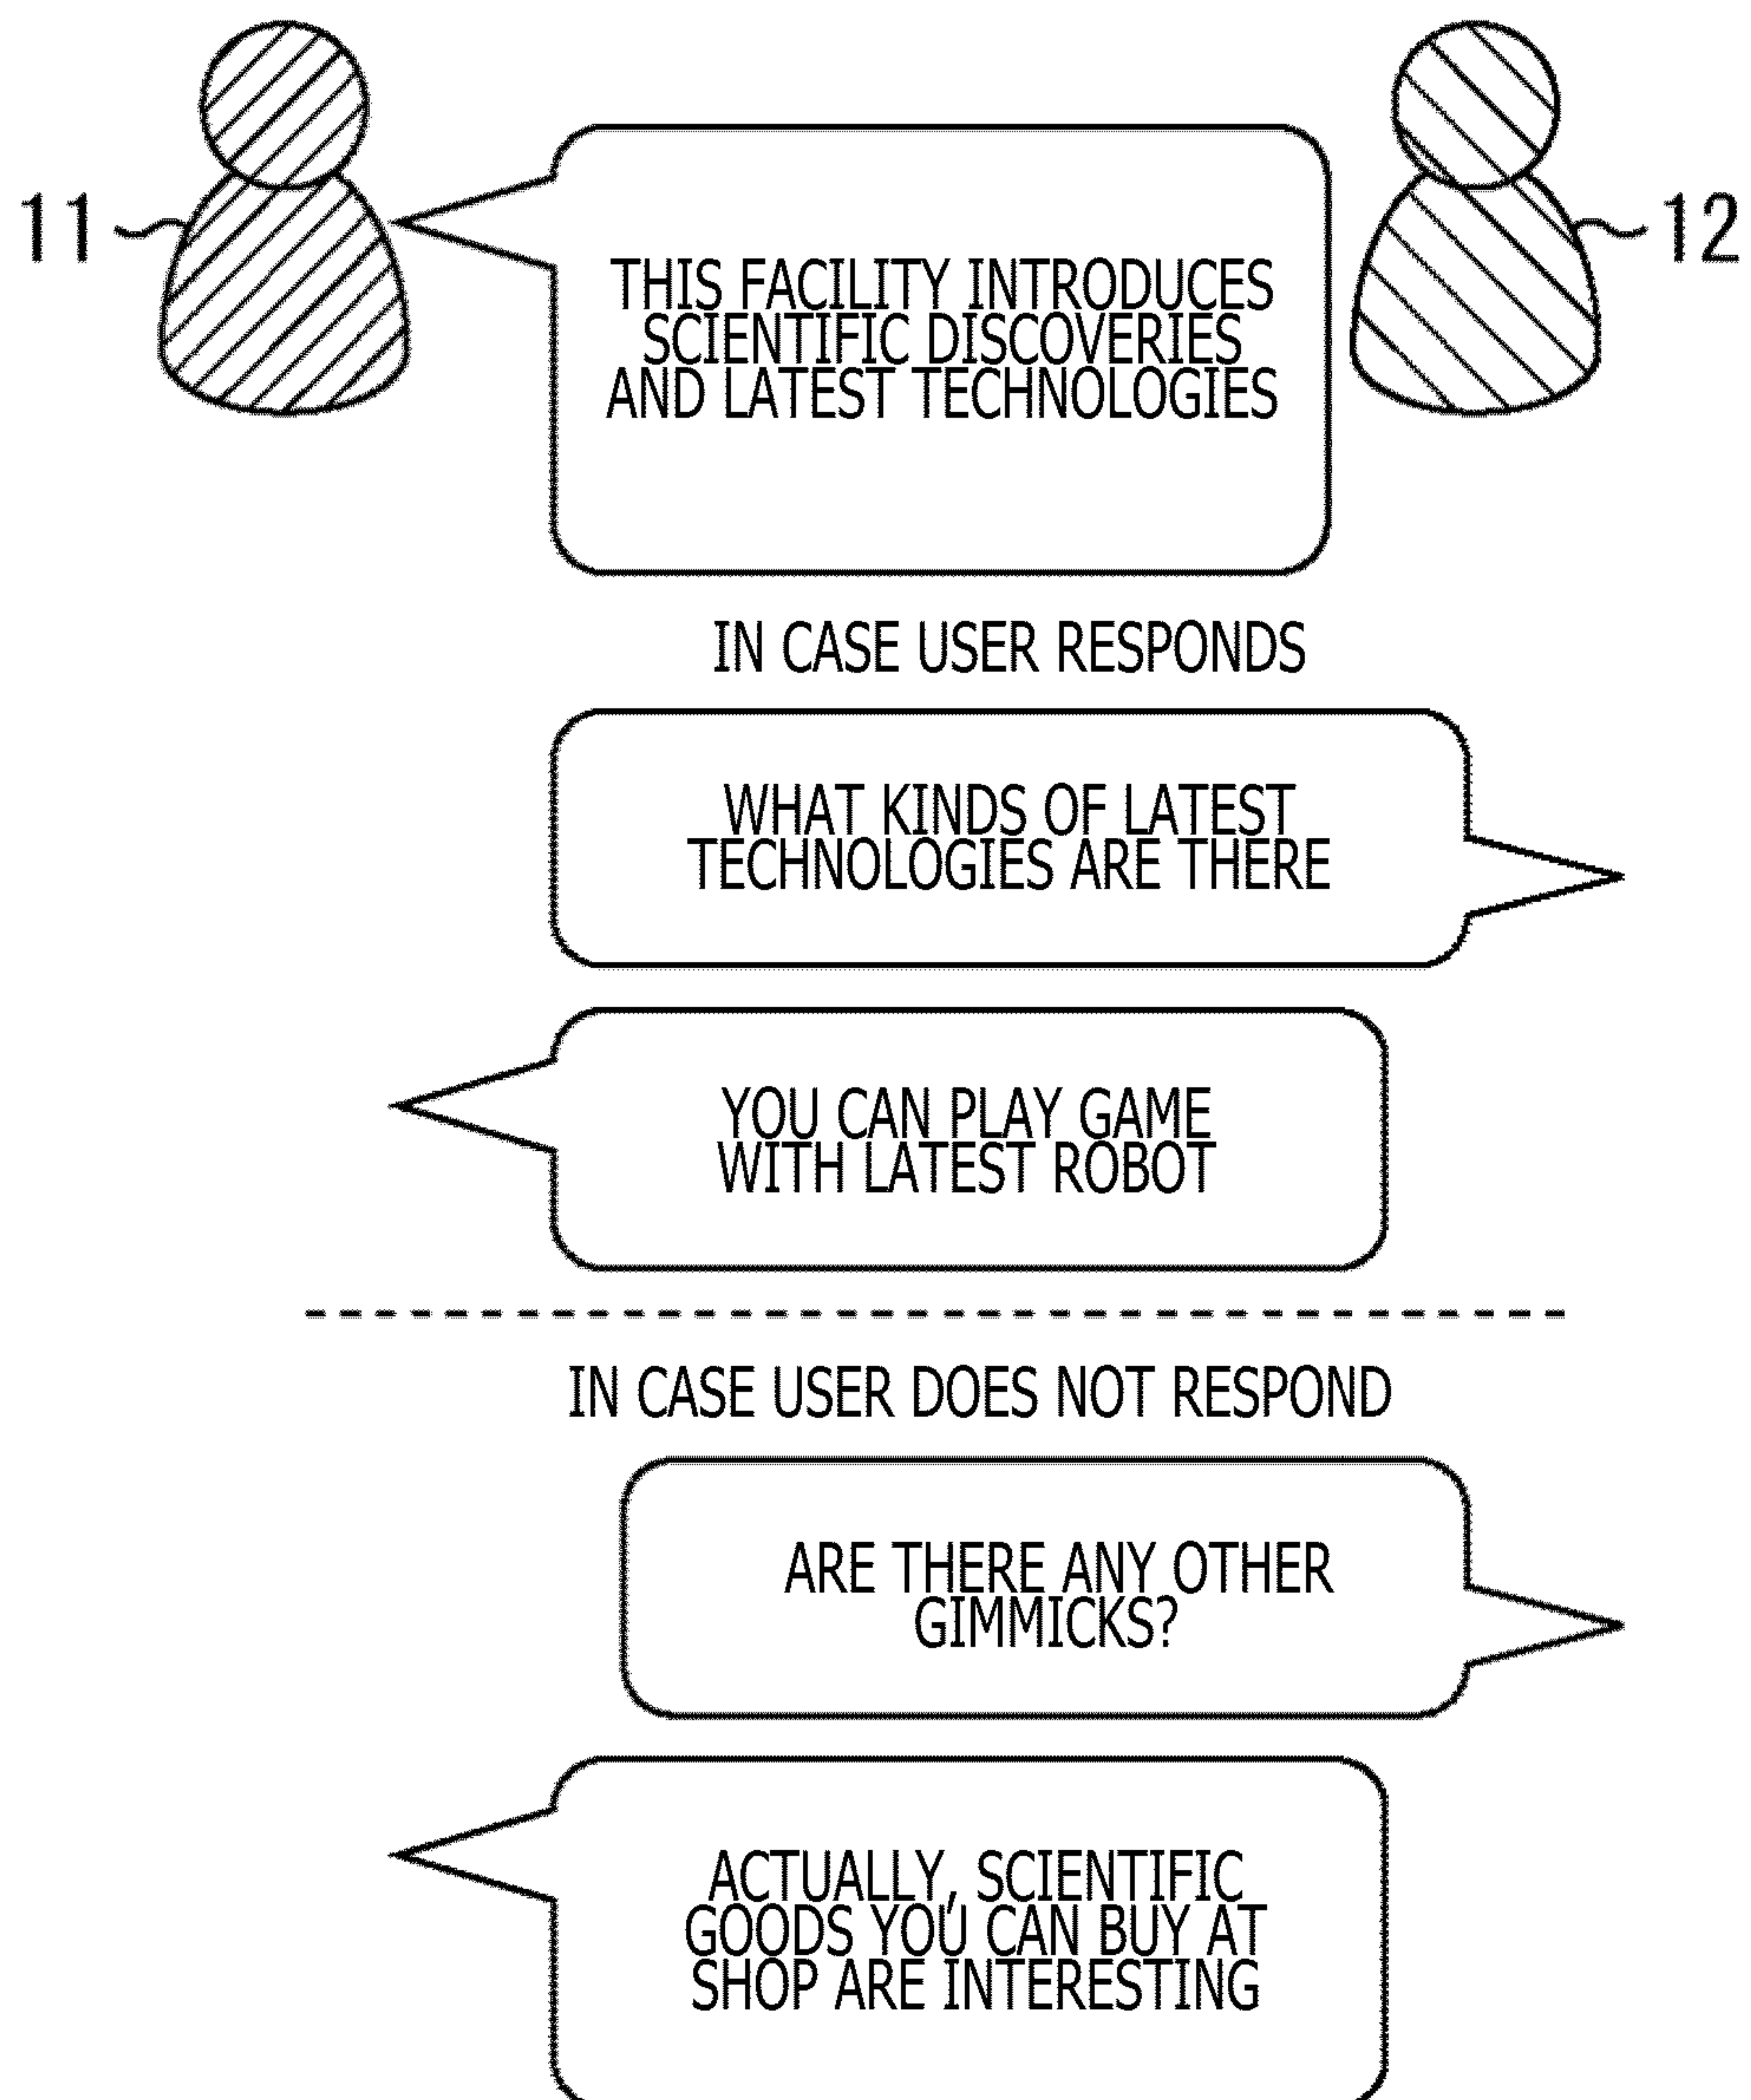 11
12
THIS FACILITY INTRODUCES
SCIENTIFIC DISCOVERIES
AND LATEST TECHNOLOGIES
IN CASE USER RESPONDS
WHAT KINDS OF LATEST
TECHNOLOGIES ARE THERE
YOU CAN PLAY GAME
WITH LATEST ROBOT
IN CASE USER DOES NOT RESPOND
ARE THERE ANY OTHER
GIMMICKS?
ACTUALLY, SCIENTIFIC
GOODS YOU CAN BUY AT
SHOP ARE INTERESTING